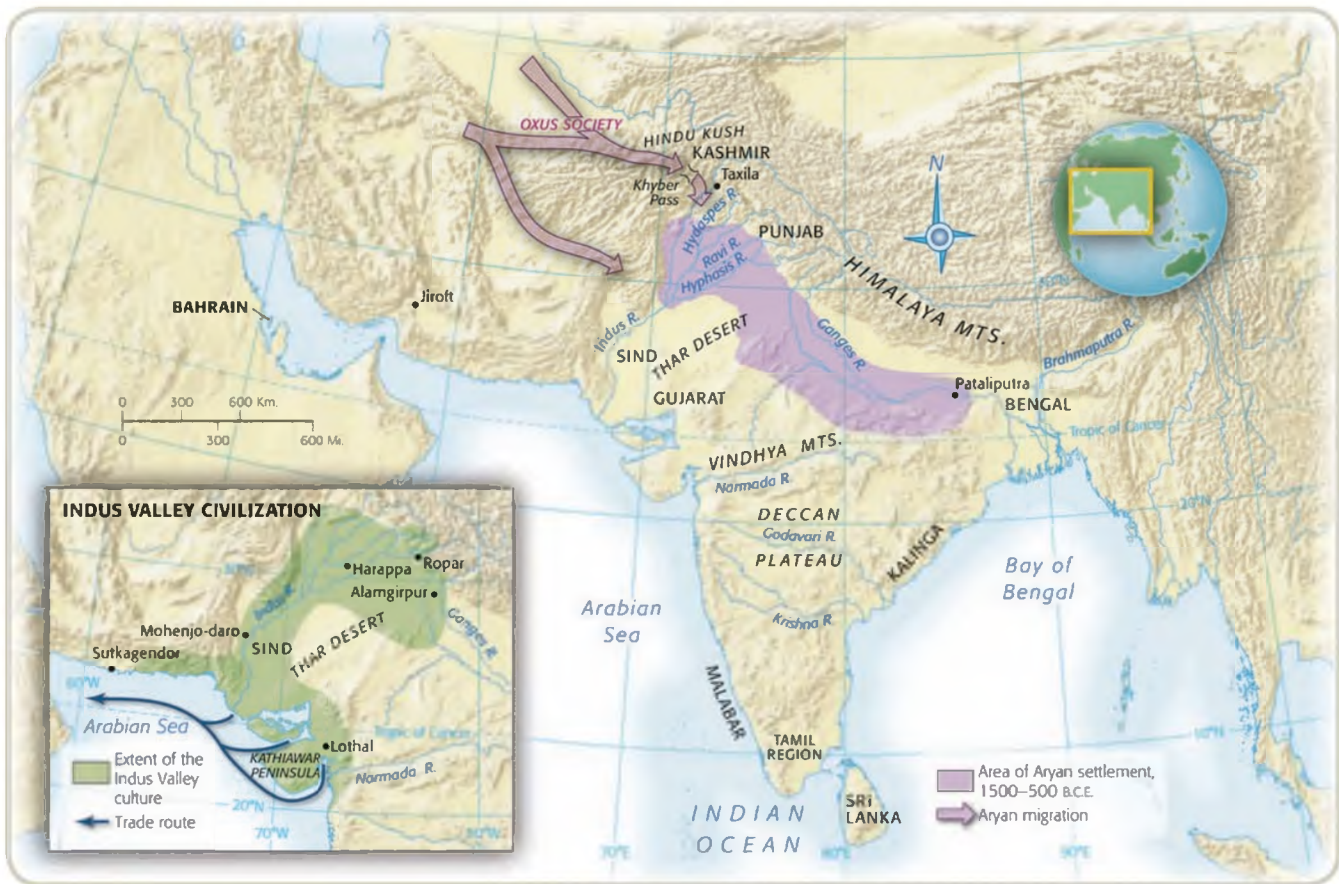 OXUS SOCIETY
HINDU KUSH
KASHMIR
Taxila
Khyber
Pass
Hydaspes R.
PUNJAB
Ravi R.
Hyphasis R.
HIMALAYA MTS.
N
Jiroft
BAHRAIN
Indus R.
SIND
THAR DESERT
Ganges R.
Brahmaputra R.
GUJARAT
Pataliputra
BENGAL
Tropic of Cancer
0 300 600 Km.
0 300 600 Mi.
VINDHYA MTS.
Narmada R.
20°N
DECCAN
Godavari R.
PLATEAU
KALINGA
Arabian
Sea
Bay of
Bengal
Krishna R.
MALABAR
TAMIL
REGION
10°N
SRI
LANKA
INDIAN
OCEAN
70°E
80°E
90°E
Area of Aryan settlement,
1500–500 B.C.E.
Aryan migration
INDUS VALLEY CIVILIZATION
Harappa
Ropar
Alamgirpur
Indus R.
Ganges R.
Mohenjo-daro
SIND
THAR DESERT
Sutkagendor
60°W
Arabian Sea
Tropic of Cancer
Lothal
KATHIAWAR
PENINSULA
Narmada R.
Extent of the
Indus Valley
culture
Trade route
20°N
70°W